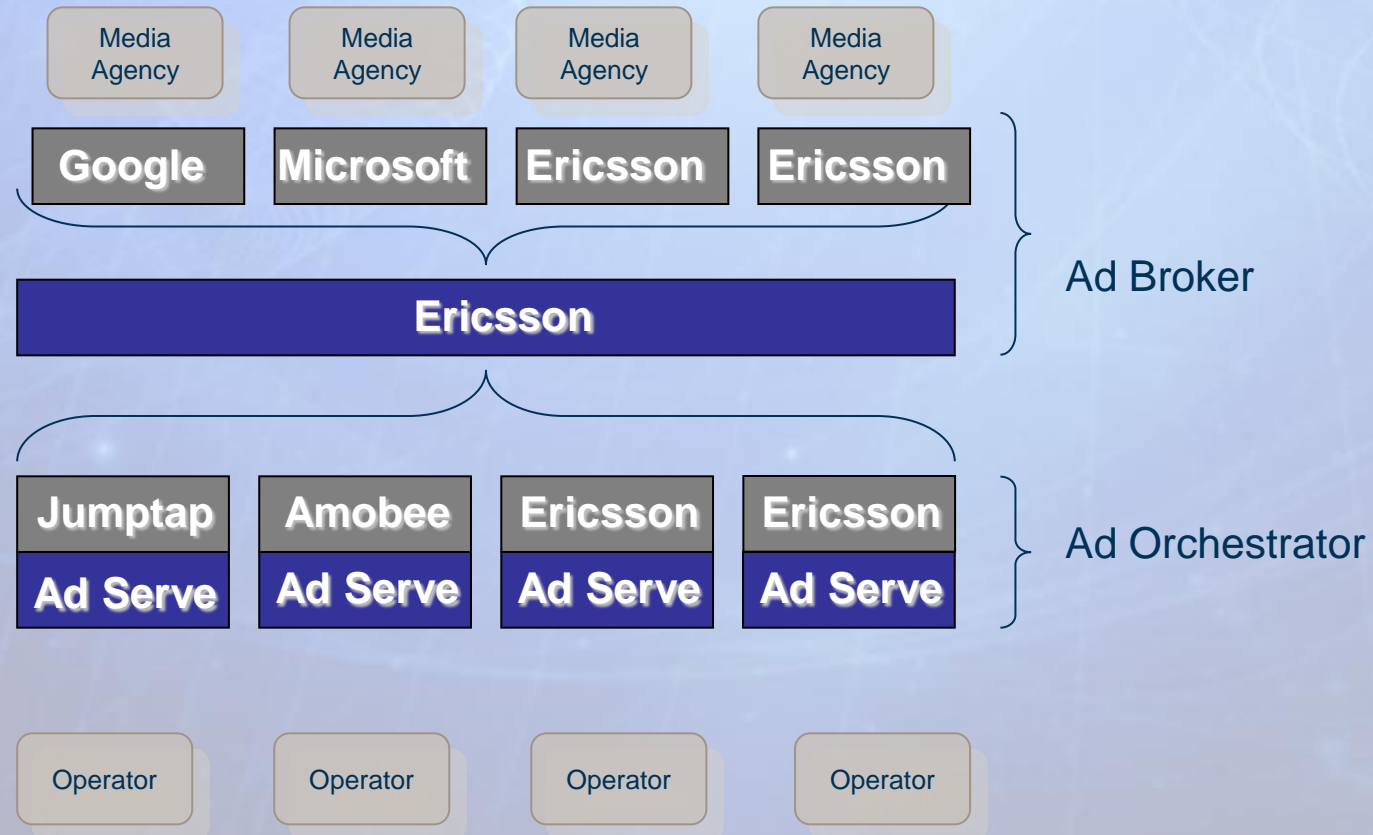 Media
Agency
Media
Agency
Media
Agency
Media
Agency
Google
Microsoft
Ericsson
Ericsson
Ad Broker
Ericsson
Jumptap
Amobee
Ericsson
Ericsson
Ad Orchestrator
Ad Serve
Ad Serve
Ad Serve
Ad Serve
Operator
Operator
Operator
Operator